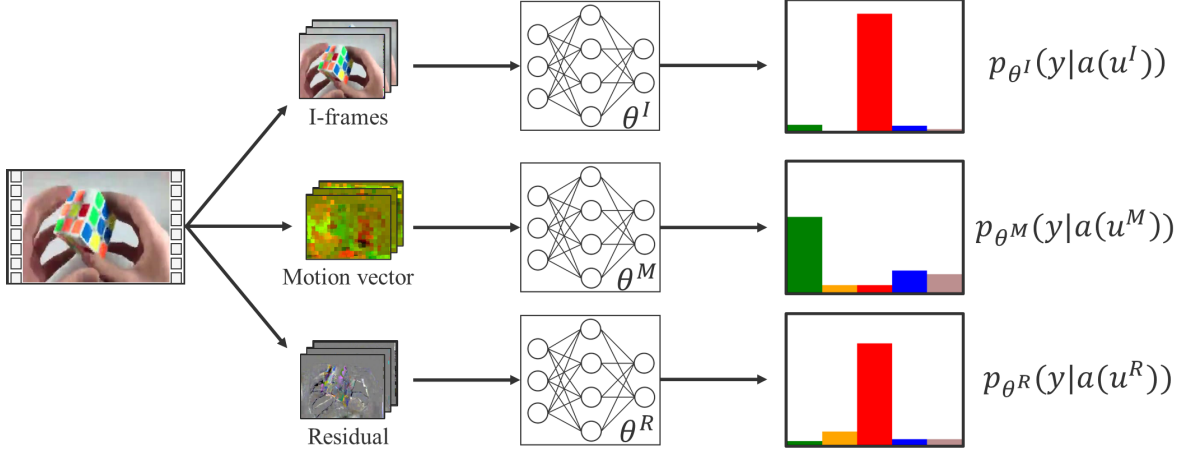 I-frames
θ^I
p_{θ^I}(y|a(u^I))
Motion vector
θ^M
p_{θ^M}(y|a(u^M))
Residual
θ^R
p_{θ^R}(y|a(u^R))